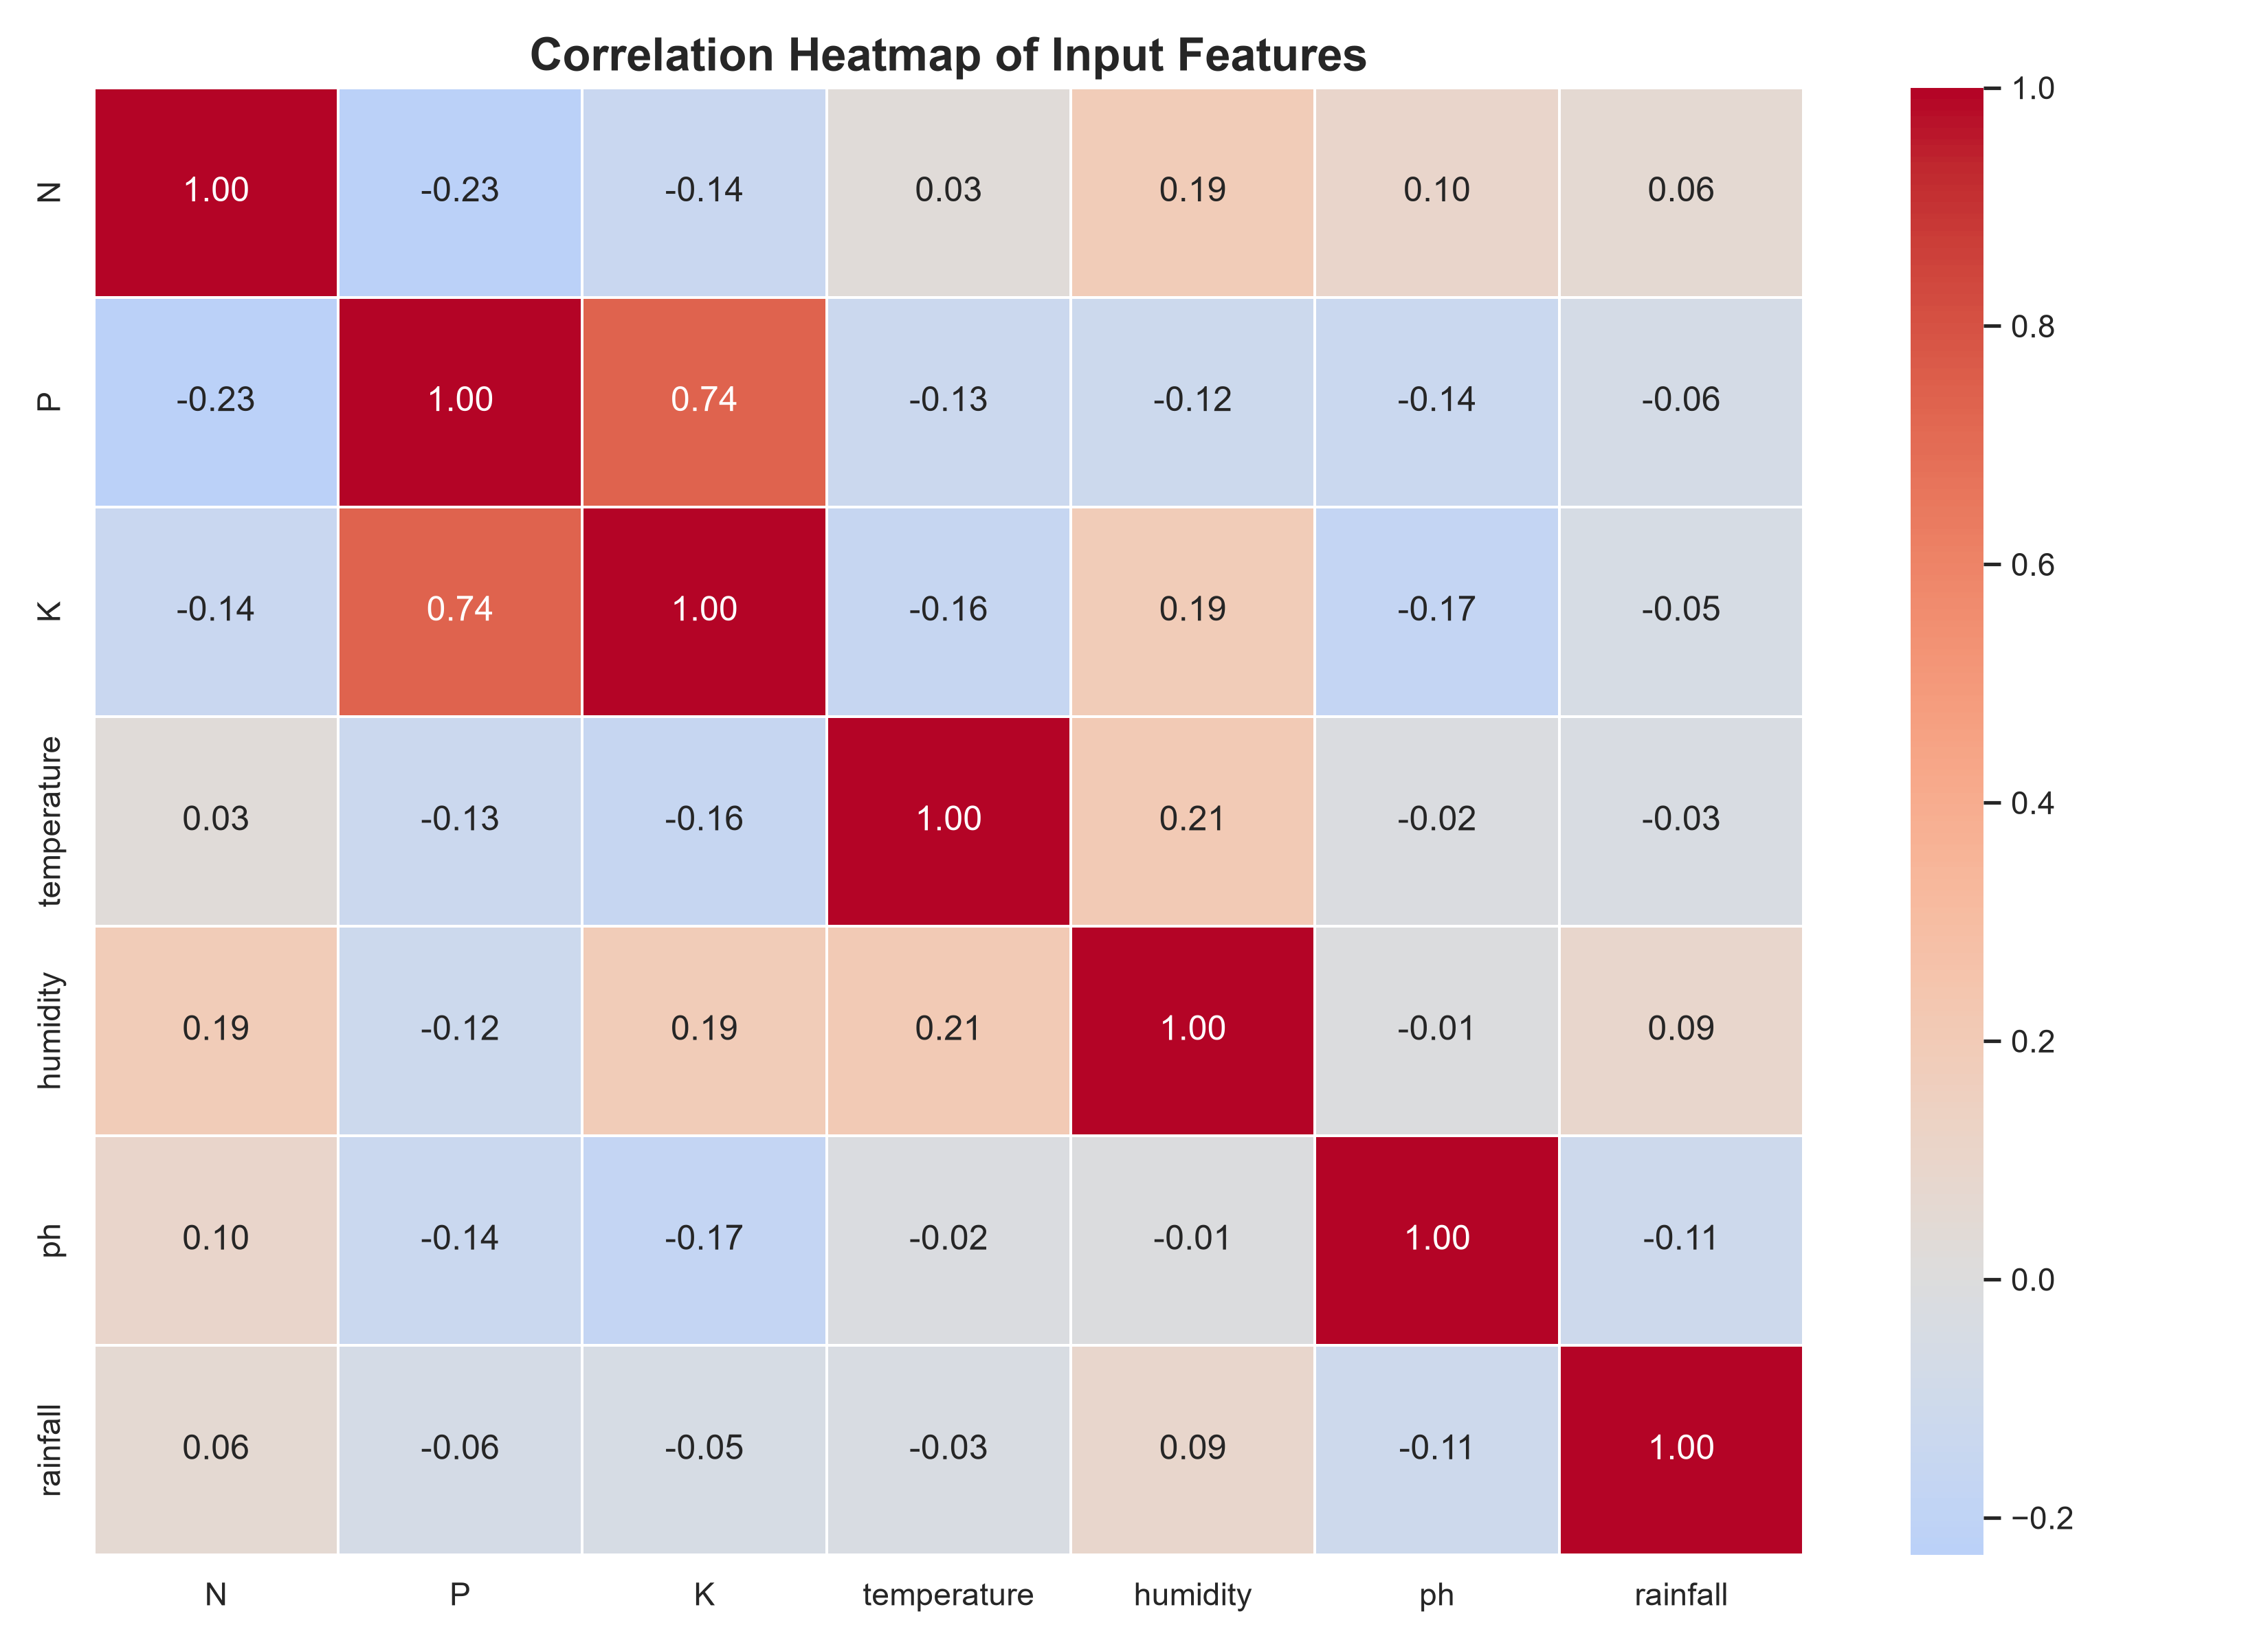 Correlation Heatmap of Input Features
N 1.00 -0.23 -0.14 0.03 0.19 0.10 0.06
P -0.23 1.00 0.74 -0.13 -0.12 -0.14 -0.06
K -0.14 0.74 1.00 -0.16 0.19 -0.17 -0.05
temperature 0.03 -0.13 -0.16 1.00 0.21 -0.02 -0.03
humidity 0.19 -0.12 0.19 0.21 1.00 -0.01 0.09
ph 0.10 -0.14 -0.17 -0.02 -0.01 1.00 -0.11
rainfall 0.06 -0.06 -0.05 -0.03 0.09 -0.11 1.00
N P K temperature humidity ph rainfall
1.0
0.8
0.6
0.4
0.2
0.0
−0.2